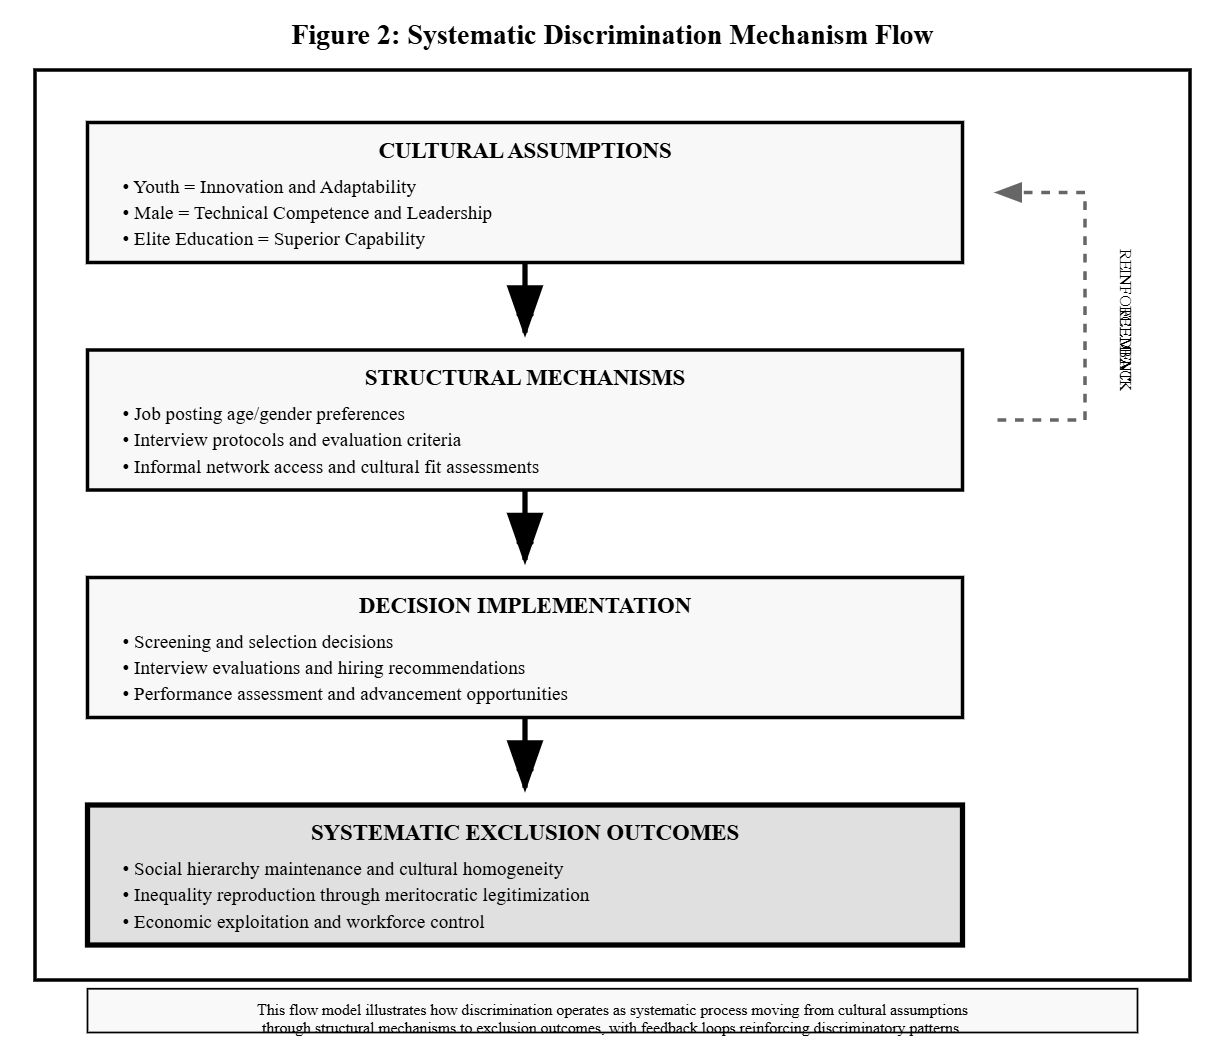 Figure 2: Systematic Discrimination Mechanism Flow
CULTURAL ASSUMPTIONS
• Youth = Innovation and Adaptability
• Male = Technical Competence and Leadership
• Elite Education = Superior Capability
STRUCTURAL MECHANISMS
• Job posting age/gender preferences
• Interview protocols and evaluation criteria
• Informal network access and cultural fit assessments
DECISION IMPLEMENTATION
• Screening and selection decisions
• Interview evaluations and hiring recommendations
• Performance assessment and advancement opportunities
SYSTEMATIC EXCLUSION OUTCOMES
• Social hierarchy maintenance and cultural homogeneity
• Inequality reproduction through meritocratic legitimization
• Economic exploitation and workforce control
This flow model illustrates how discrimination operates as systematic process moving from cultural assumptions
through structural mechanisms to exclusion outcomes, with feedback loops reinforcing discriminatory patterns